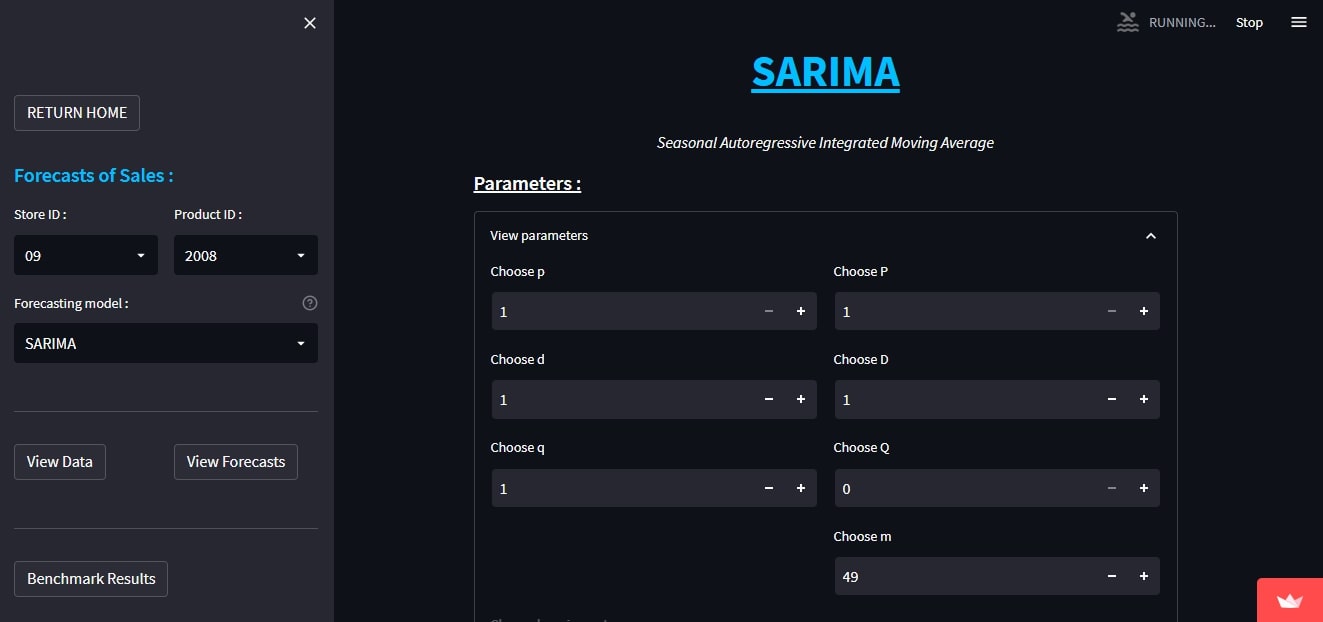 RUNNING...
Stop
RETURN HOME
Forecasts of Sales :
Store ID :
Product ID :
09
2008
Forecasting model :
SARIMA
View Data
View Forecasts
Benchmark Results
SARIMA
Seasonal Autoregressive Integrated Moving Average
Parameters :
View parameters
Choose p
Choose P
1
1
Choose d
Choose D
1
1
Choose q
Choose Q
1
0
Choose m
49